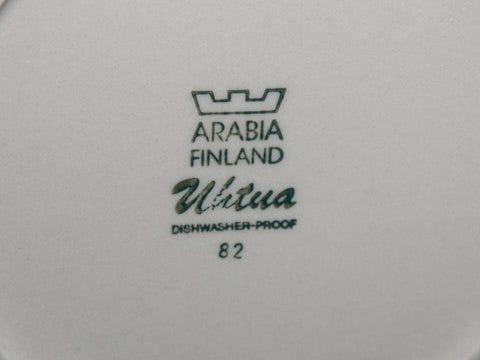 ARABIA
FINLAND
Uhtua
DISHWASHER-PROOF
82